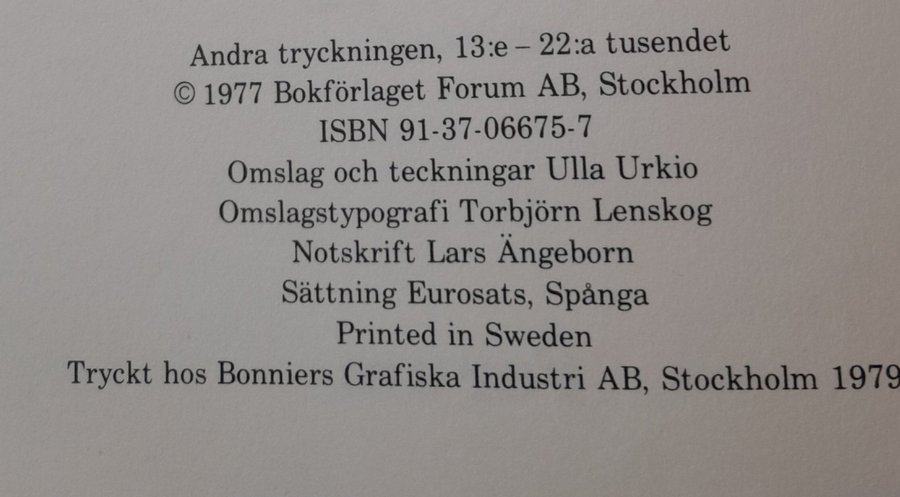 Andra tryckningen, 13:e – 22:a tusendet
© 1977 Bokförlaget Forum AB, Stockholm
ISBN 91-37-06675-7
Omslag och teckningar Ulla Urkio
Omslagstypografi Torbjörn Lenskog
Notskrift Lars Ängeborn
Sättning Eurosats, Spånga
Printed in Sweden
Tryckt hos Bonniers Grafiska Industri AB, Stockholm 1979